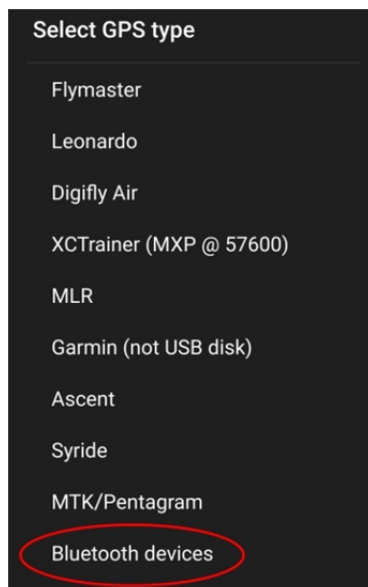 Select GPS type
Flymaster
Leonardo
Digifly Air
XCTrainer (MXP @ 57600)
MLR
Garmin (not USB disk)
Ascent
Syride
MTK/Pentagram
Bluetooth devices